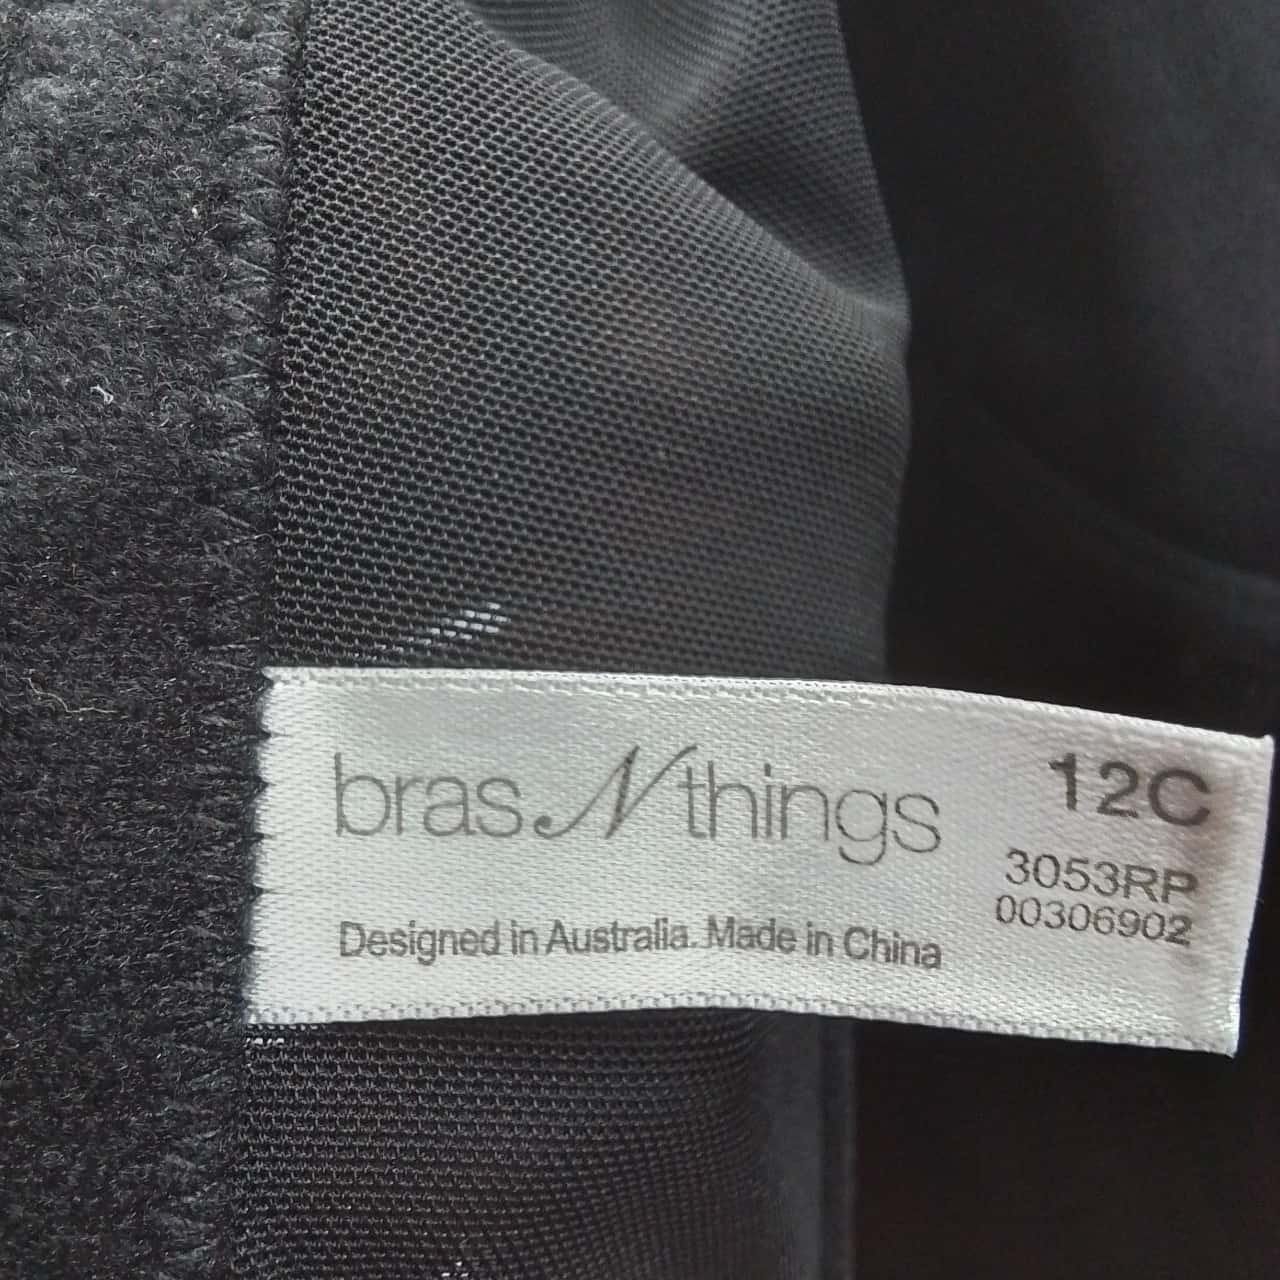 bras N things
12C
3053RP
00306902
Designed in Australia. Made in China